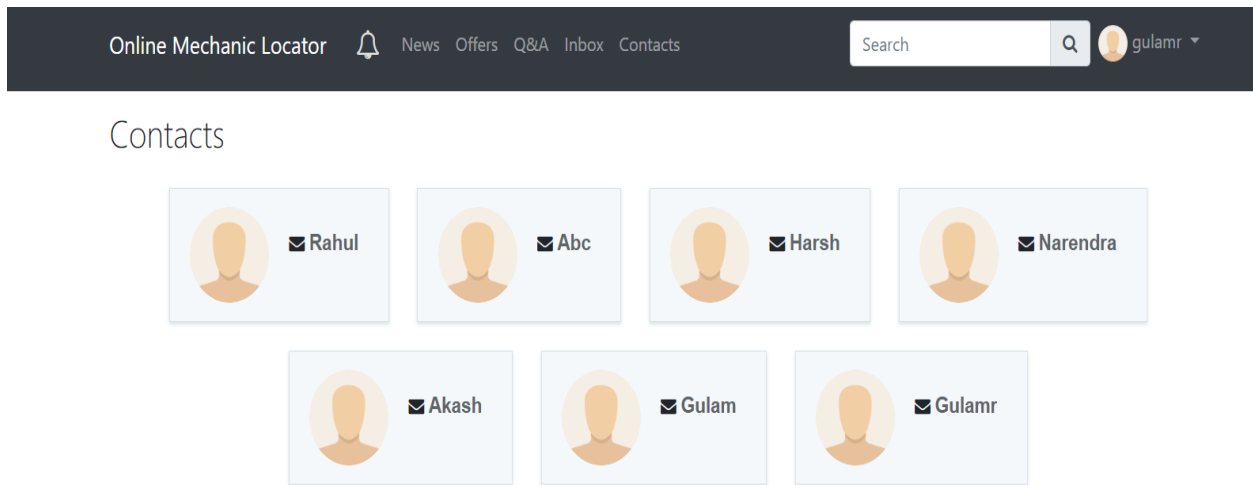 Online Mechanic Locator News Offers Q&A Inbox Contacts Search gulamr
Contacts
Rahul Abc Harsh Narendra
Akash Gulam Gulamr